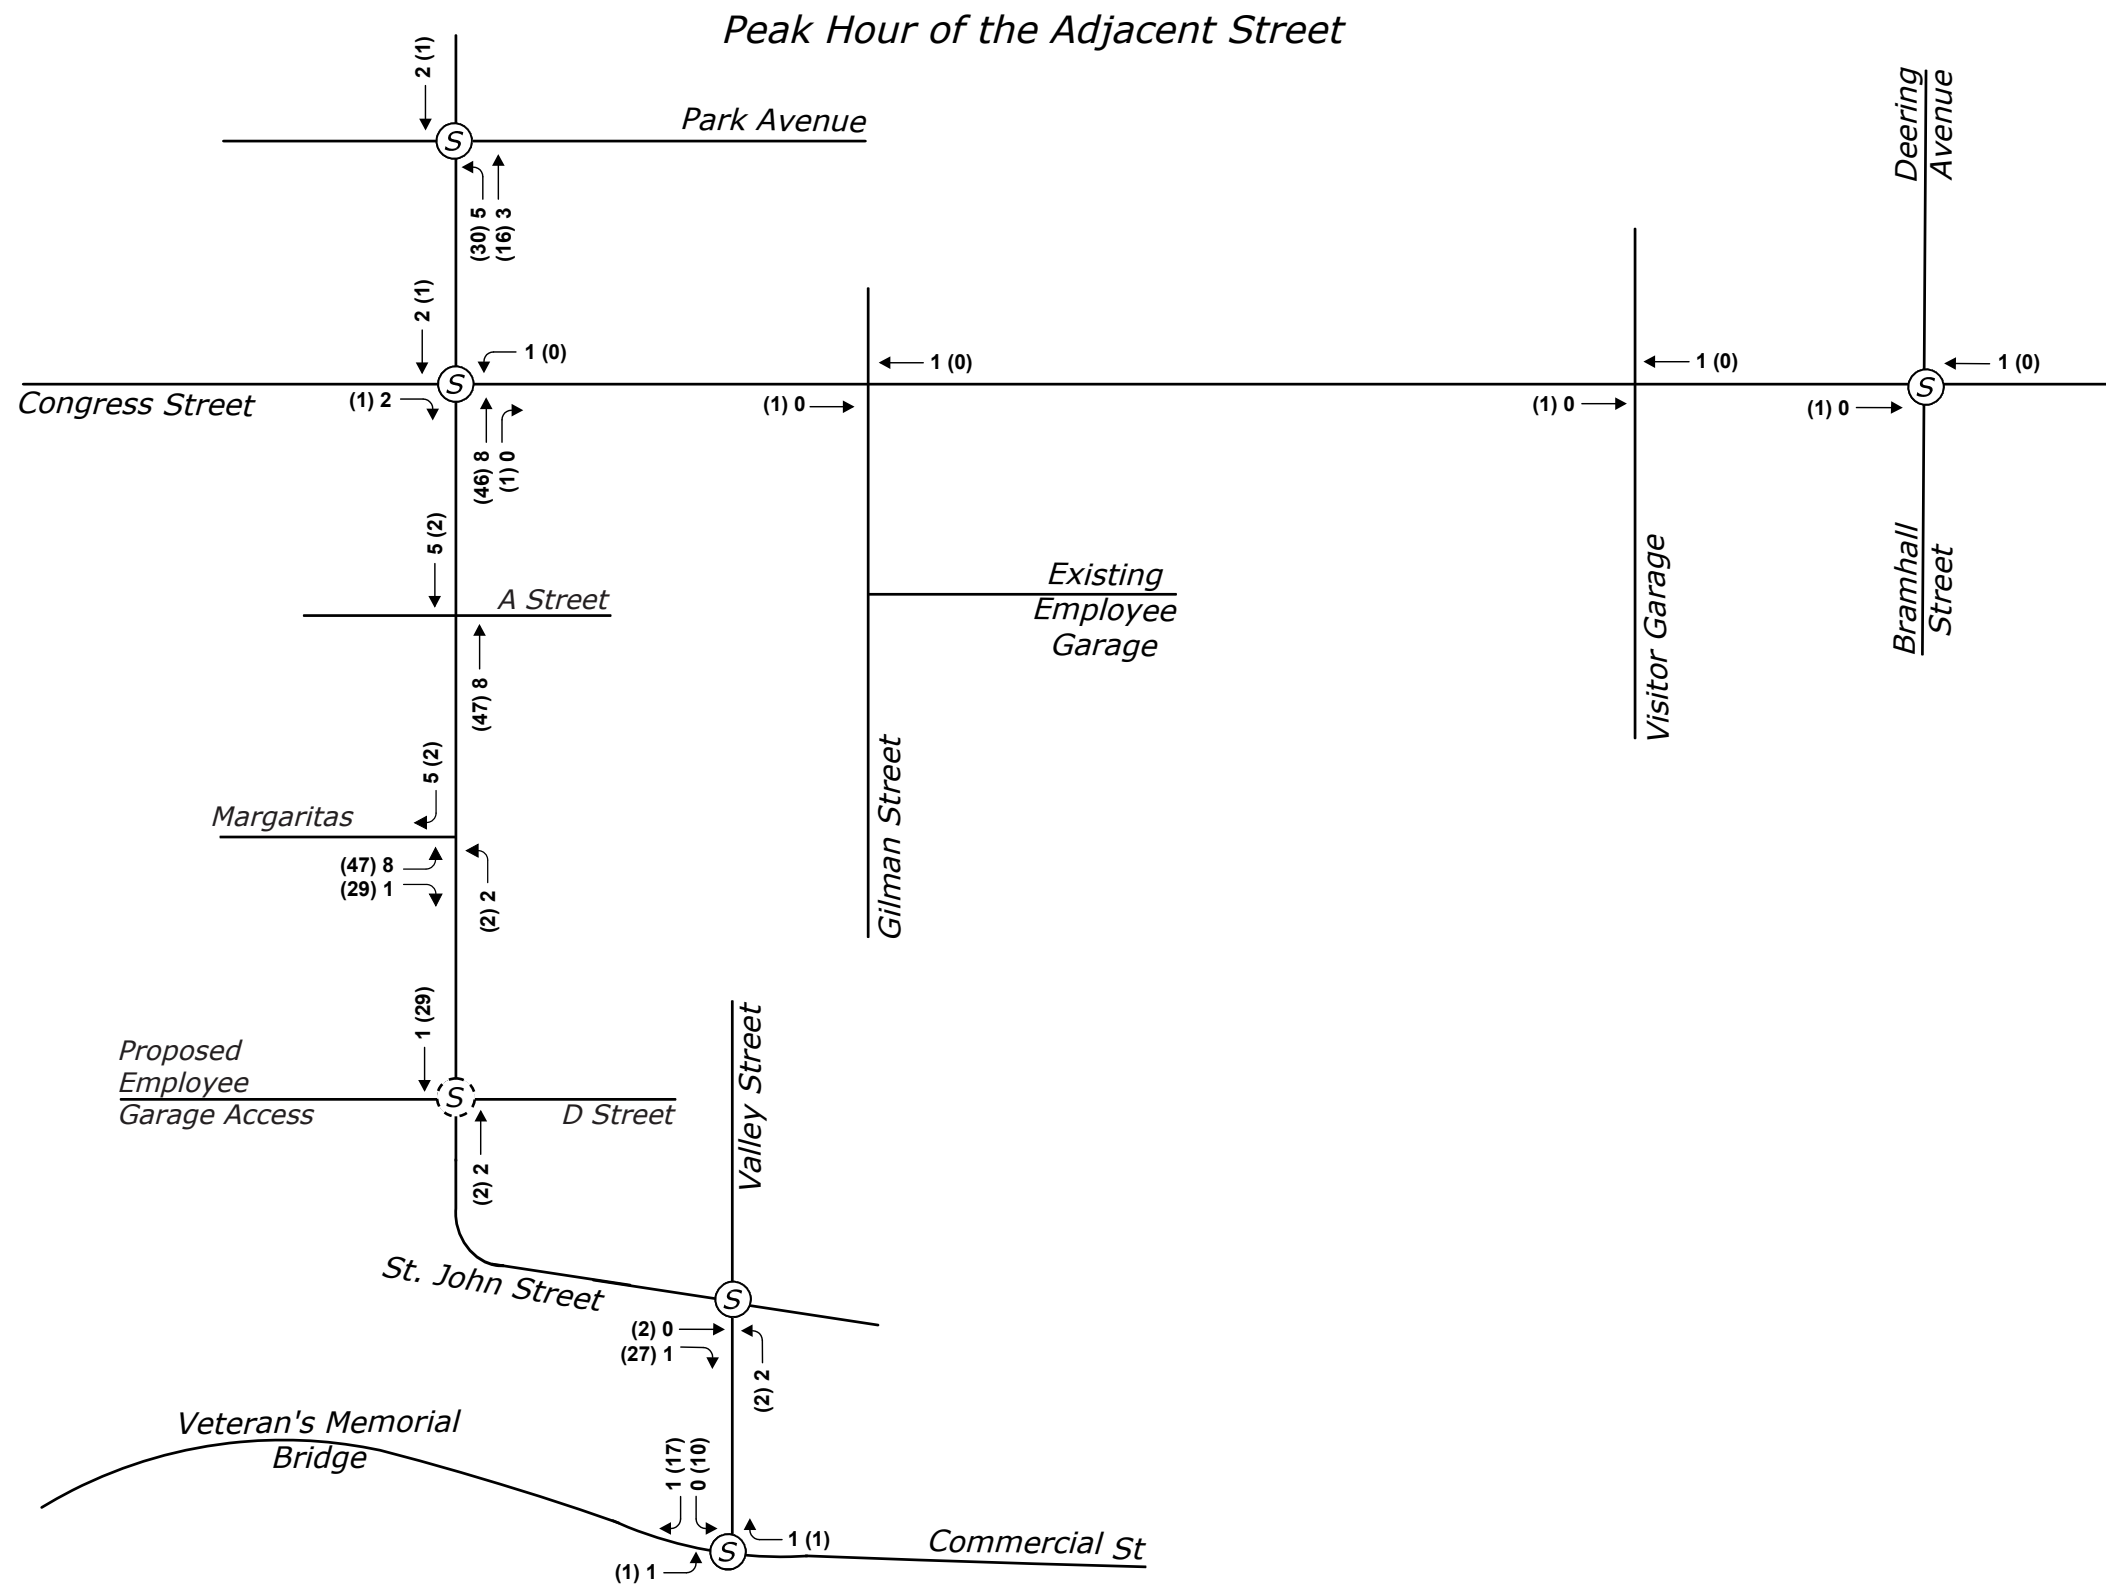 Peak Hour of the Adjacent Street
2 (1)
Park Avenue
S
(30) 5
(16) 3
Deering
Avenue
2 (1)
1 (0)
1 (0)
1 (0)
1 (0)
S
S
Congress Street
(1) 2
(1) 0
(1) 0
(1) 0
(46) 8
(1) 0
5 (2)
A Street
(47) 8
Existing
Employee
Garage
Visitor Garage
Bramhall
Street
5 (2)
Margaritas
(47) 8
(29) 1
(2) 2
Gilman Street
1 (29)
Proposed
Employee
Garage Access
S
D Street
(2) 2
Valley Street
St. John Street
S
(2) 0
(27) 1
(2) 2
Veteran's Memorial
Bridge
1 (17)
0 (10)
S
1 (1)
(1) 1
Commercial St